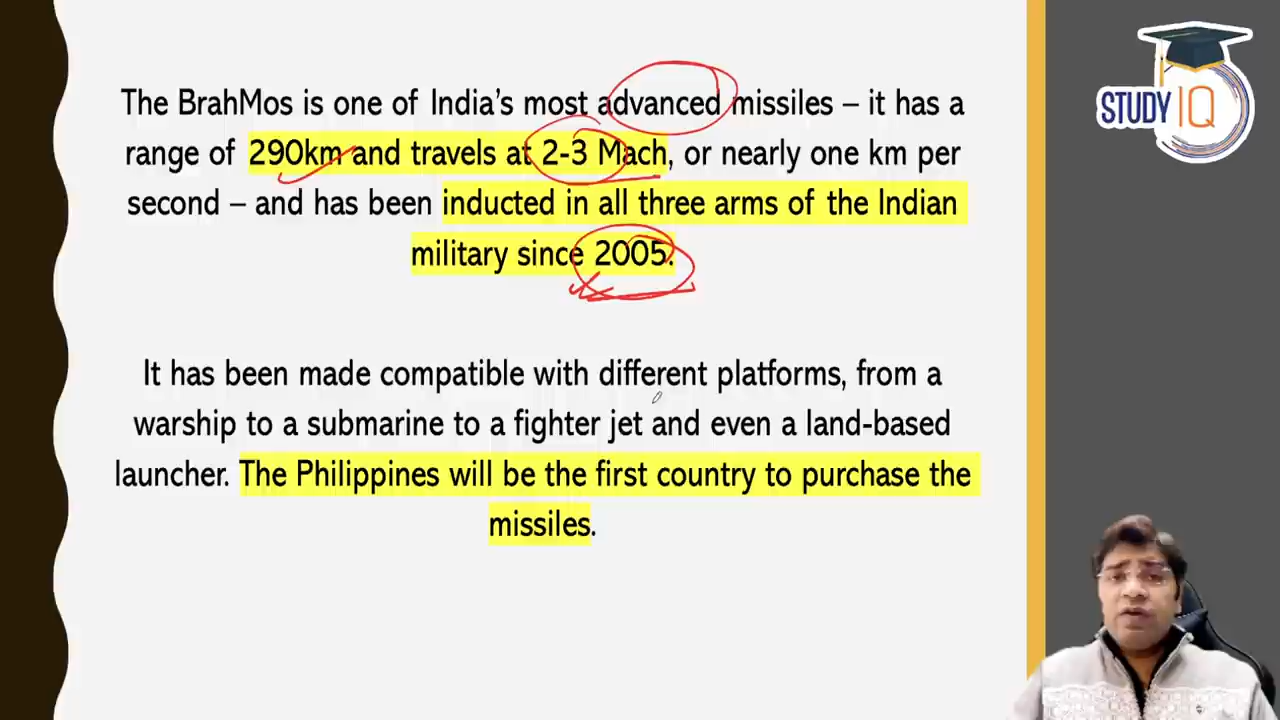 The BrahMos is one of India’s most advanced missiles – it has a
range of 290km and travels at 2-3 Mach, or nearly one km per
second – and has been inducted in all three arms of the Indian
military since 2005.
It has been made compatible with different platforms, from a
warship to a submarine to a fighter jet and even a land-based
launcher. The Philippines will be the first country to purchase the
missiles.
STUDY IQ